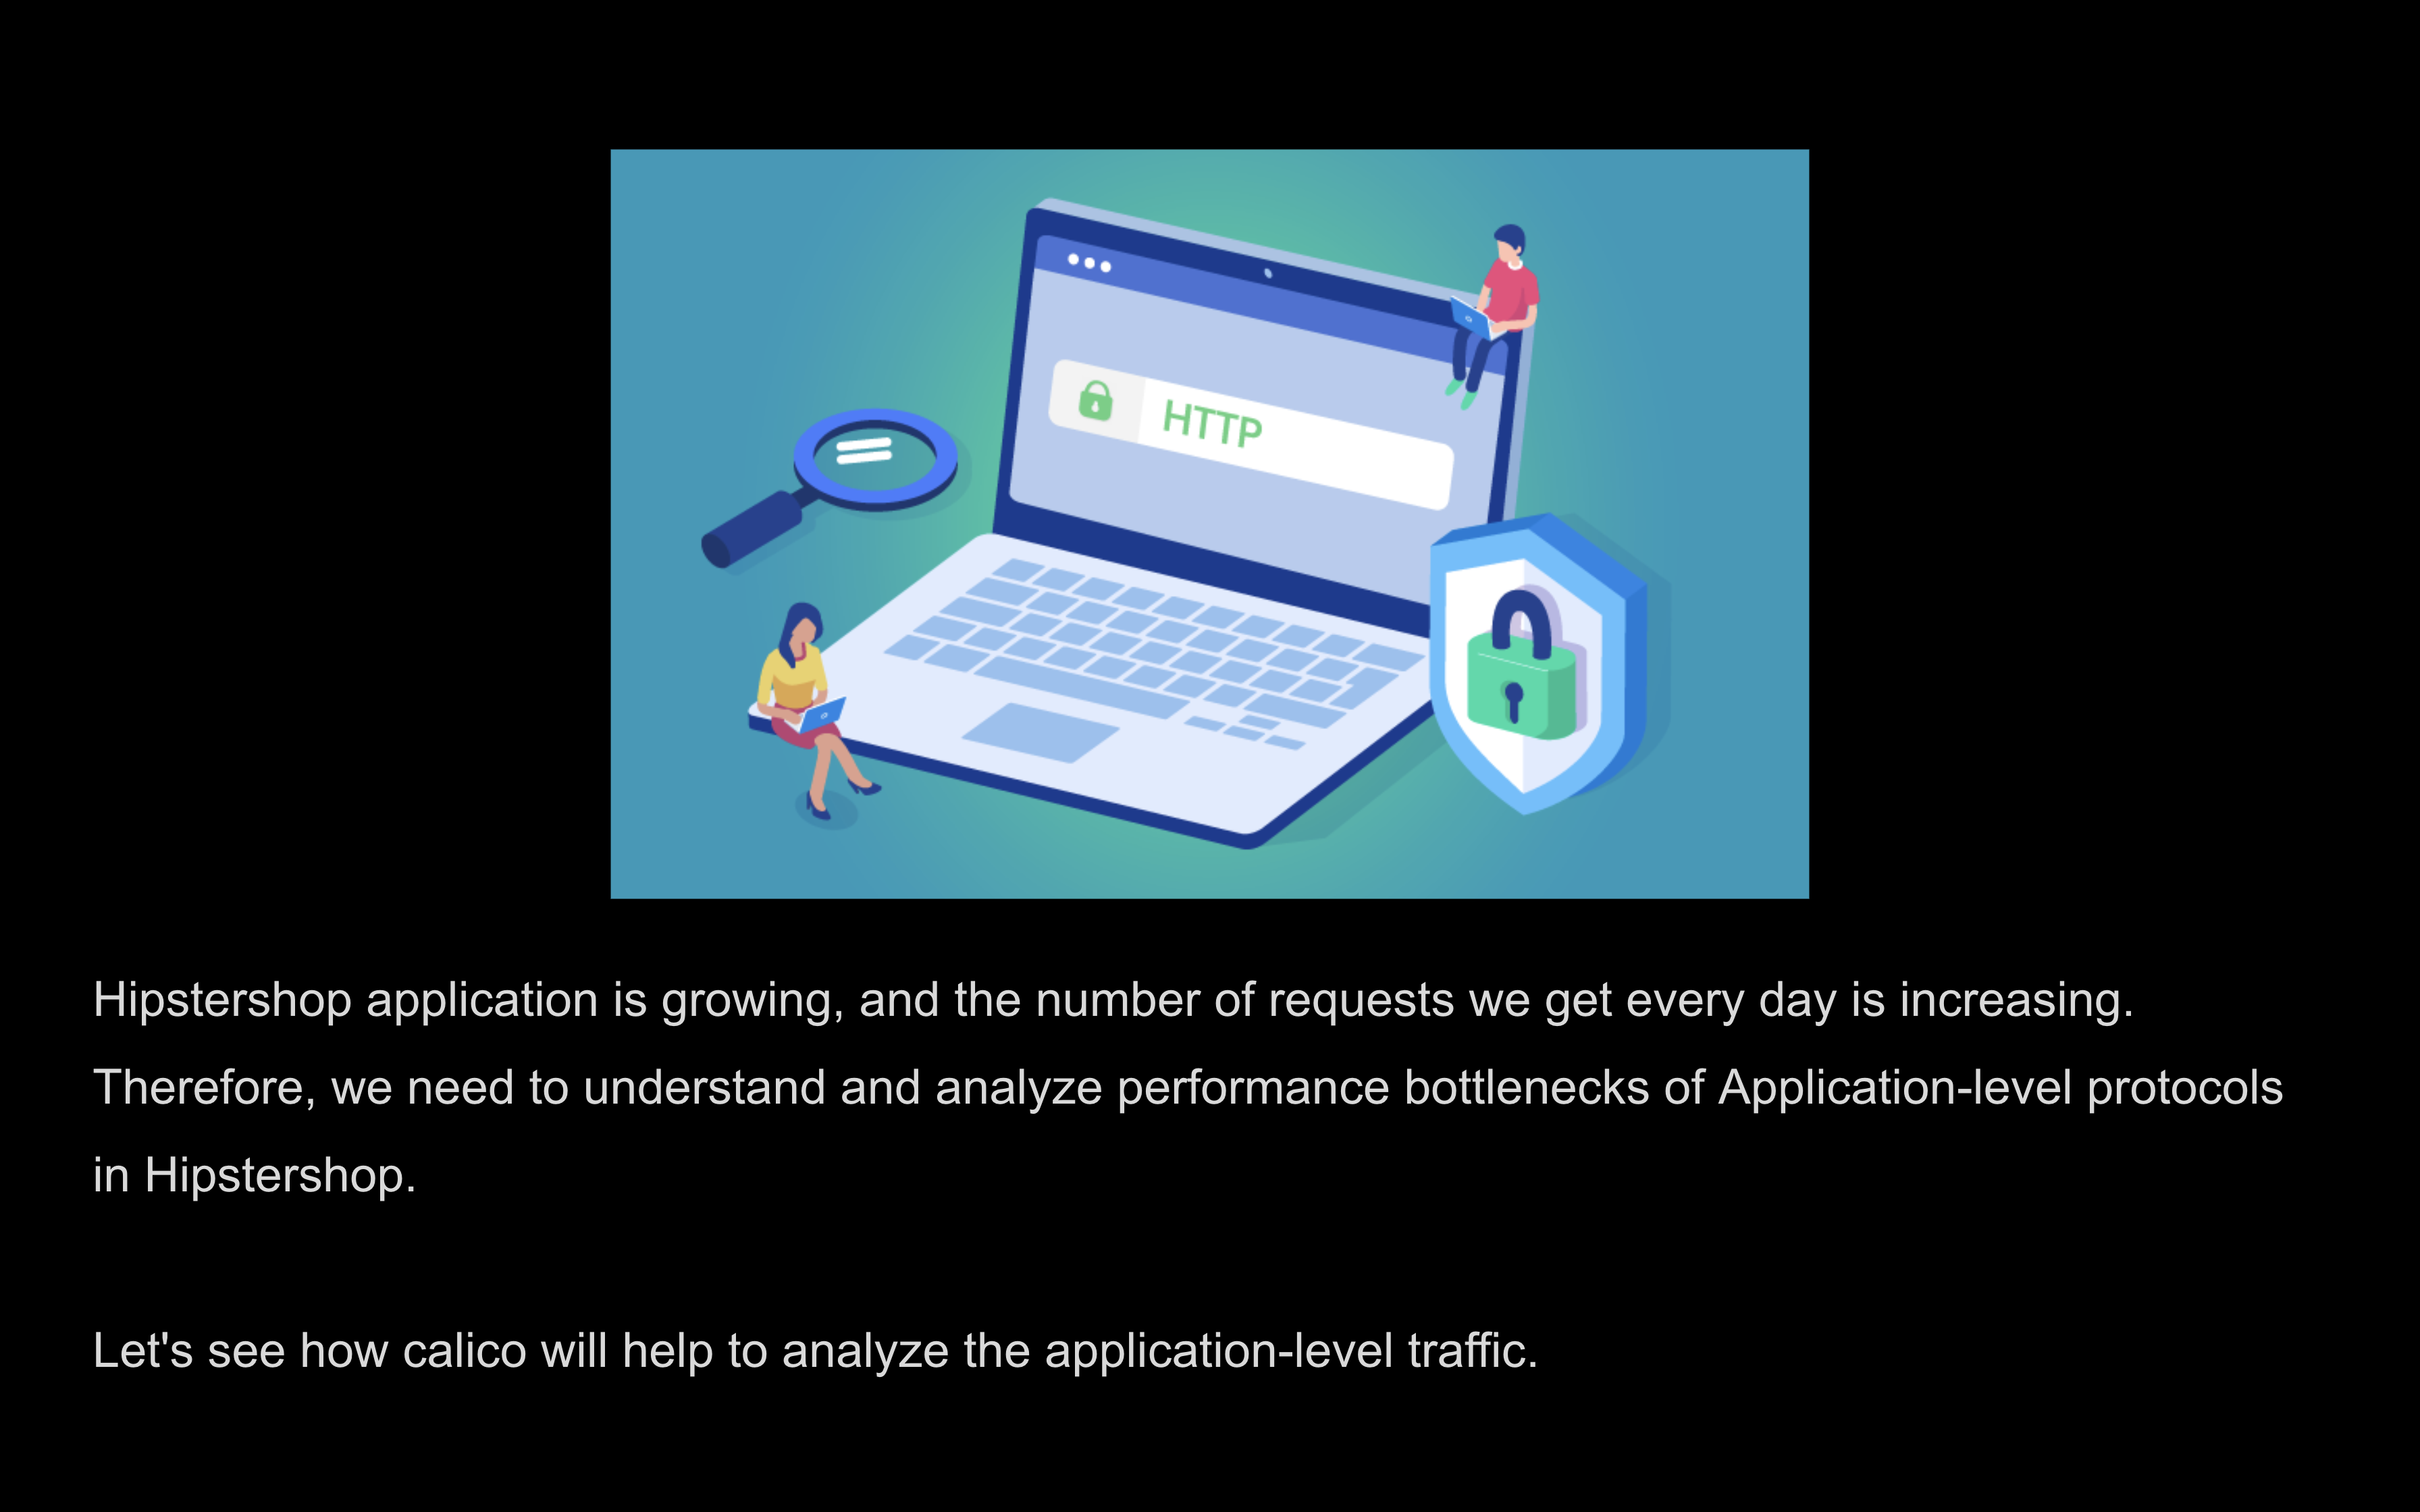 HTTP
Hipstershop application is growing, and the number of requests we get every day is increasing.
Therefore, we need to understand and analyze performance bottlenecks of Application-level protocols
in Hipstershop.
Let's see how calico will help to analyze the application-level traffic.